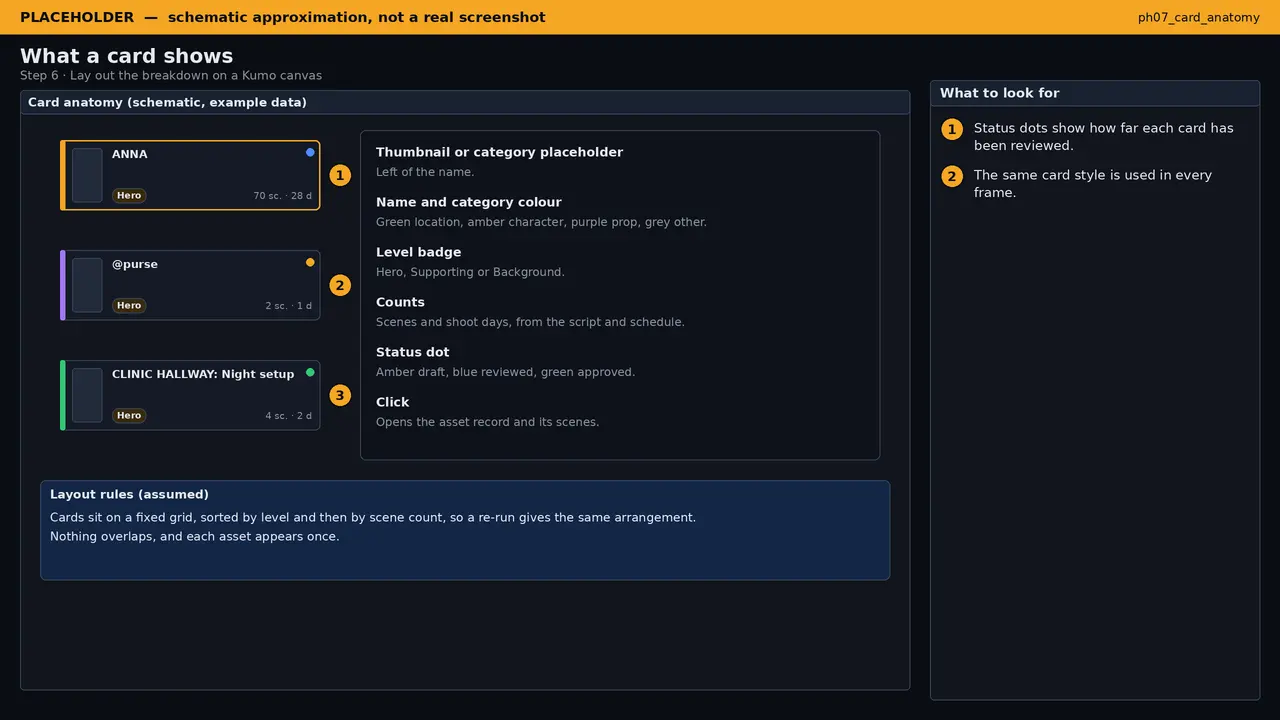 PLACEHOLDER — schematic approximation, not a real screenshot
ph07_card_anatomy
What a card shows
Step 6 · Lay out the breakdown on a Kumo canvas
Card anatomy (schematic, example data)
ANNA
Hero
70 sc. · 28 d
1
@purse
Hero
2 sc. · 1 d
2
CLINIC HALLWAY: Night setup
Hero
4 sc. · 2 d
3
Thumbnail or category placeholder
Left of the name.
Name and category colour
Green location, amber character, purple prop, grey other.
Level badge
Hero, Supporting or Background.
Counts
Scenes and shoot days, from the script and schedule.
Status dot
Amber draft, blue reviewed, green approved.
Click
Opens the asset record and its scenes.
Layout rules (assumed)
Cards sit on a fixed grid, sorted by level and then by scene count, so a re-run gives the same arrangement.
Nothing overlaps, and each asset appears once.
What to look for
1
Status dots show how far each card has
been reviewed.
2
The same card style is used in every
frame.